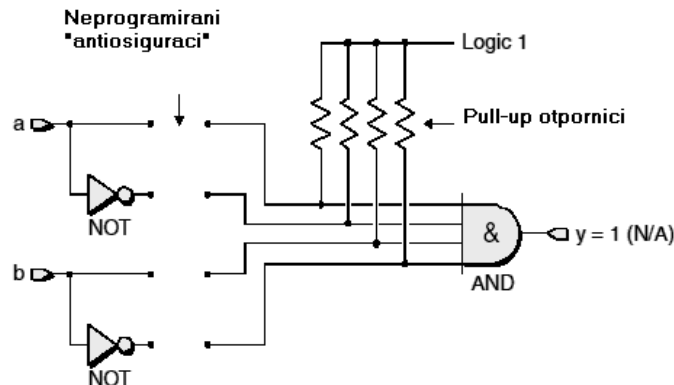 Neprogramirani
"antiosiguraci"
Logic 1
Pull-up otpornici
a
NOT
&
y = 1 (N/A)
AND
b
NOT